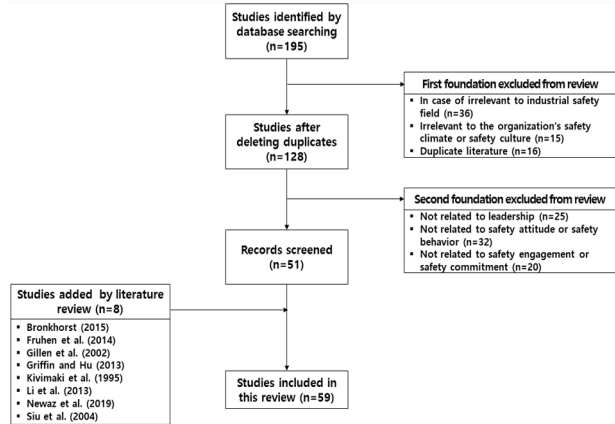 Studies identified by
database searching
(n=195)
First foundation excluded from review
▪ In case of irrelevant to industrial safety
field (n=36)
▪ Irrelevant to the organization's safety
climate or safety culture (n=15)
▪ Duplicate literature (n=16)
Studies after
deleting duplicates
(n=128)
Second foundation excluded from review
▪ Not related to leadership (n=25)
▪ Not related to safety attitude or safety
behavior (n=32)
▪ Not related to safety engagement or
safety commitment (n=20)
Records screened
(n=51)
Studies added by literature
review (n=8)
▪ Bronkhorst (2015)
▪ Fruhen et al. (2014)
▪ Gillen et al. (2002)
▪ Griffin and Hu (2013)
▪ Kivimaki et al. (1995)
▪ Li et al. (2013)
▪ Newaz et al. (2019)
▪ Siu et al. (2004)
Studies included in
this review (n=59)